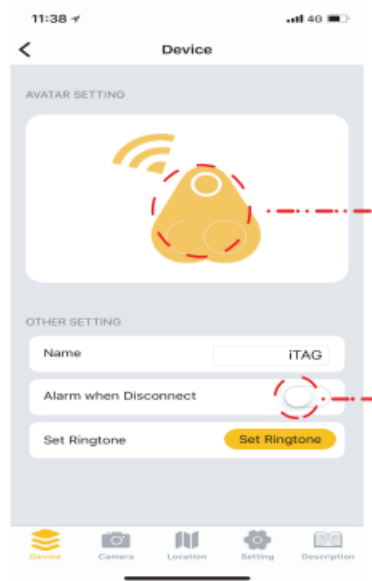 11:38
4G
Device
AVATAR SETTING
OTHER SETTING
Name iTAG
Alarm when Disconnect
Set Ringtone Set Ringtone
Device Camera Location Setting Description